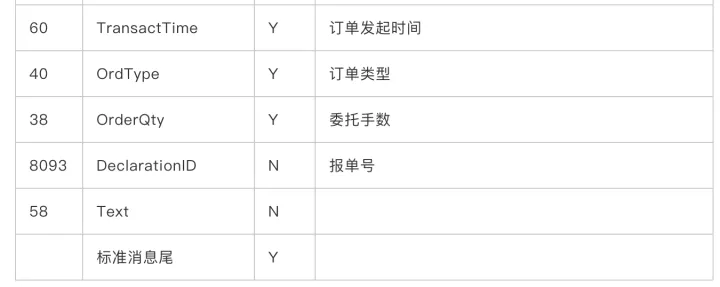 60 TransactTime Y 订单发起时间
40 OrdType Y 订单类型
38 OrderQty Y 委托手数
8093 DeclarationID N 报单号
58 Text N
标准消息尾 Y